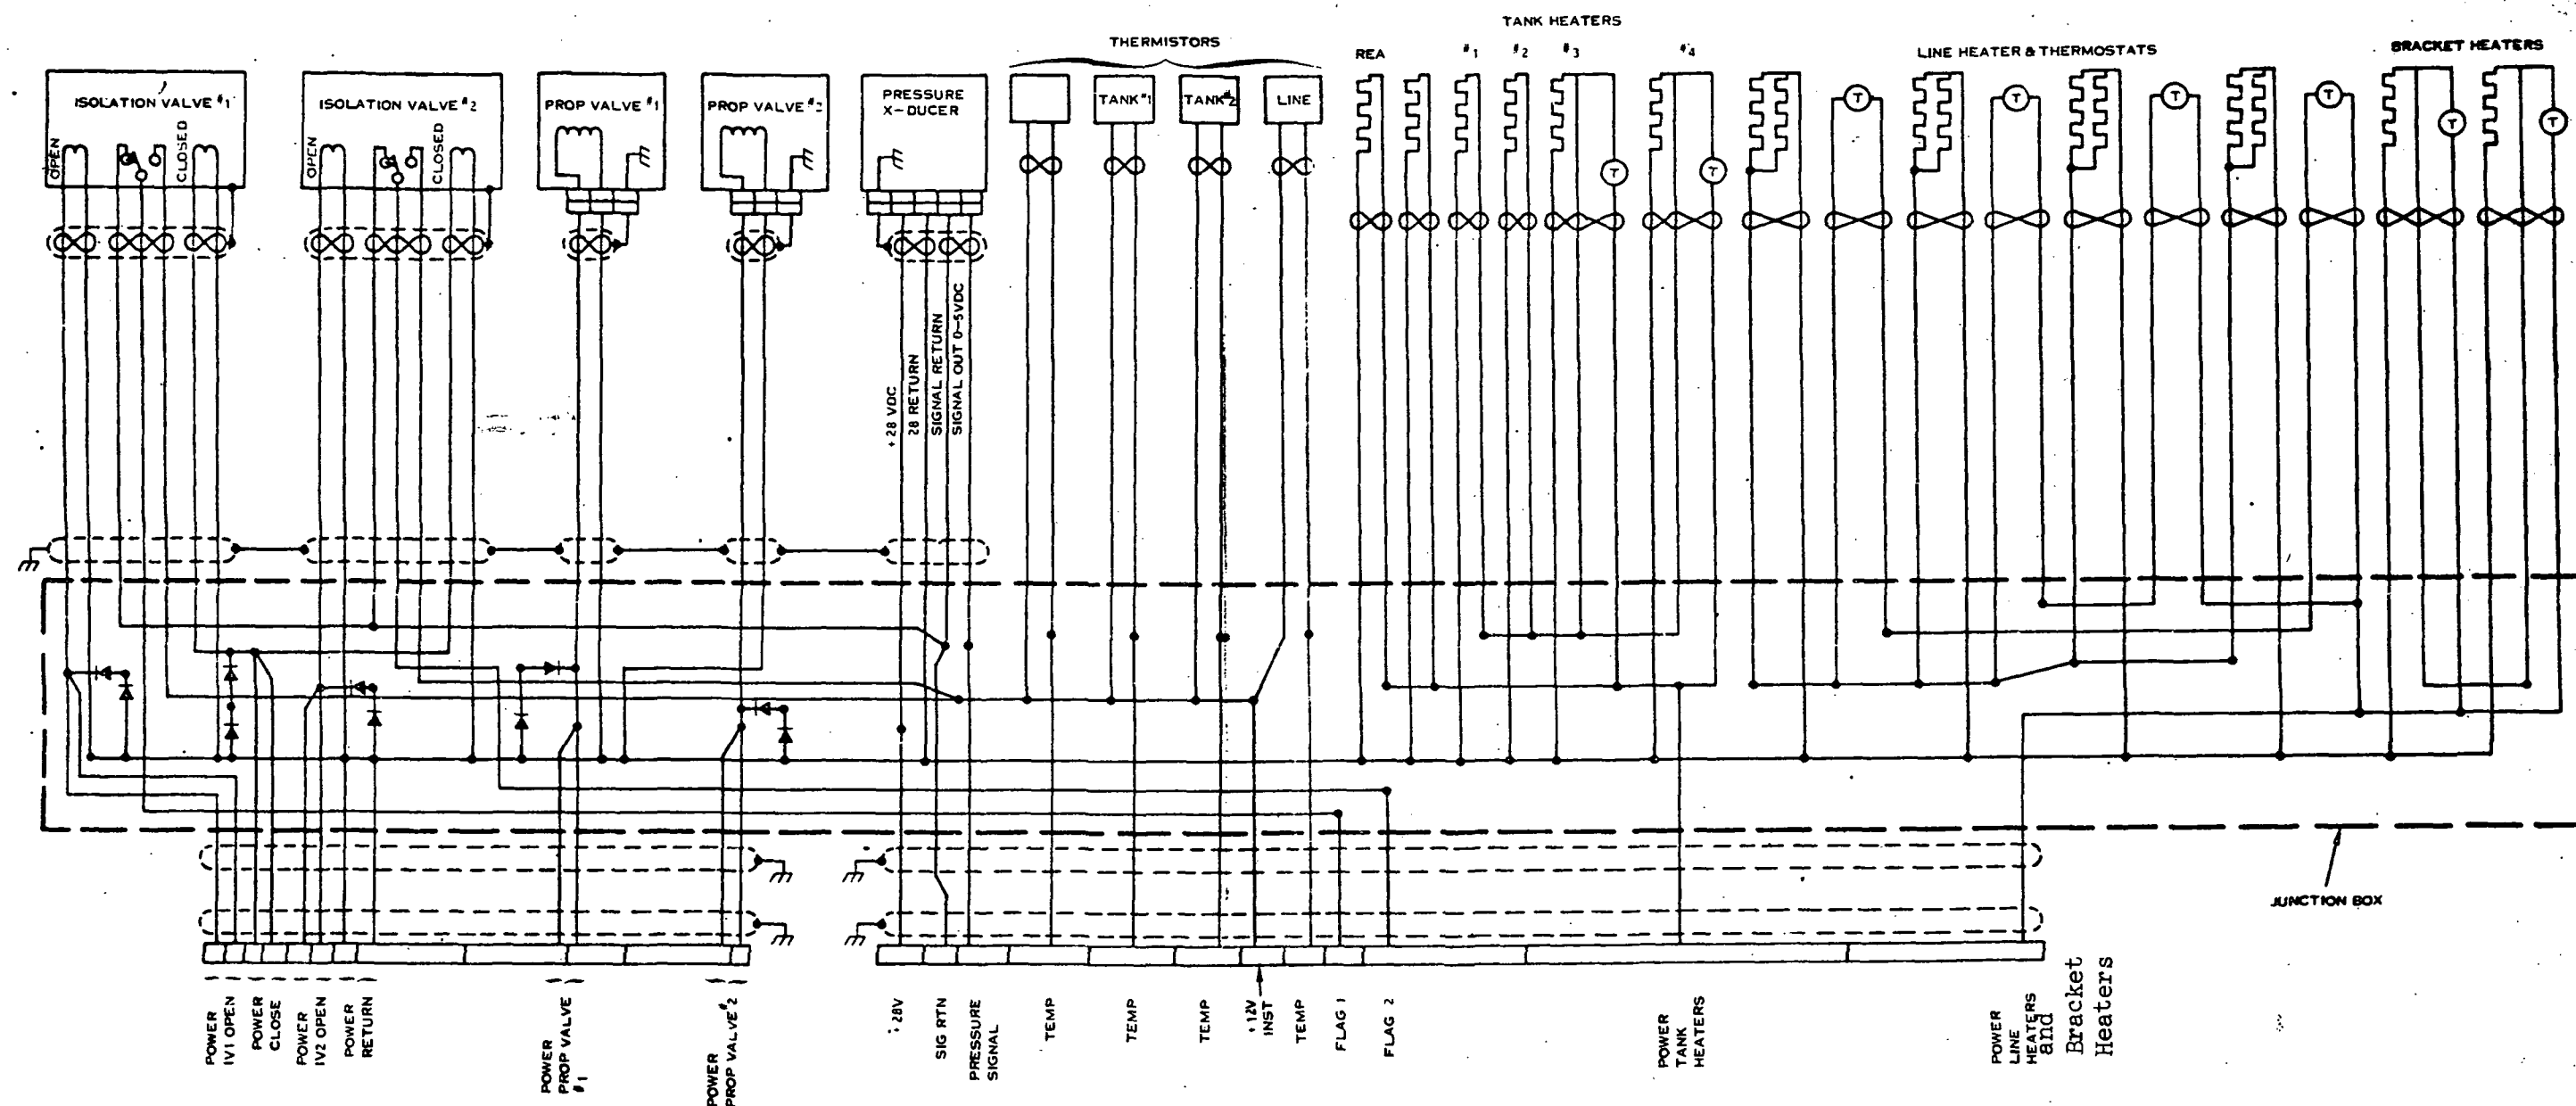 TANK HEATERS
THERMISTORS
REA
#1
#2
#3
#4
LINE HEATER & THERMOSTATS
BRACKET HEATERS
ISOLATION VALVE #1
OPEN
CLOSED
ISOLATION VALVE #2
OPEN
CLOSED
PROP VALVE #1
PROP VALVE #2
PRESSURE
X-DUCER
TANK #1
TANK #2
LINE
T
T
T
T
T
T
T
T
+ 28 VDC
28 RETURN
SIGNAL RETURN
SIGNAL OUT 0-5VDC
JUNCTION BOX
POWER
IV1 OPEN
POWER
CLOSE
POWER
IV2 OPEN
POWER
RETURN
POWER
PROP VALVE
#1
POWER
PROP VALVE #2
+ 28V
SIG RTN
PRESSURE
SIGNAL
TEMP
TEMP
TEMP
+ 12V
INST
TEMP
FLAG 1
FLAG 2
POWER
TANK
HEATERS
POWER
LINE
HEATERS
and
Bracket
Heaters